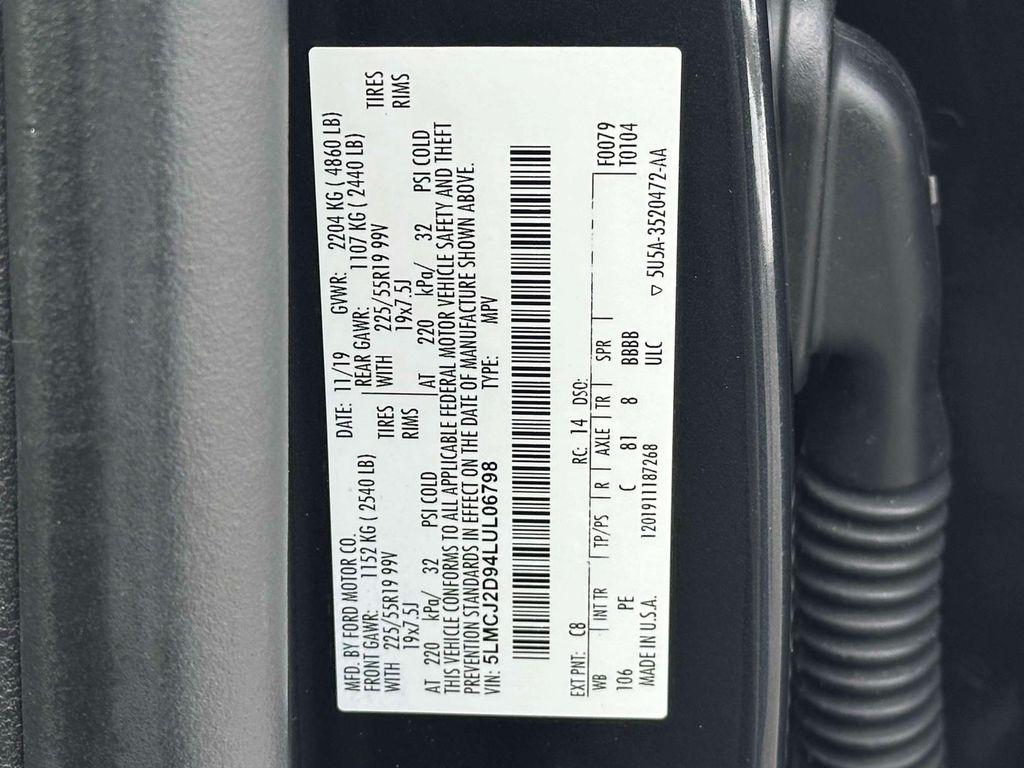 MFD. BY FORD MOTOR CO. DATE: 11/19 GVWR: 2204 KG ( 4860 LB)
FRONT GAWR: 1152 KG ( 2540 LB) REAR GAWR: 1107 KG ( 2440 LB)
WITH 225/55R19 99V TIRES WITH 225/55R19 99V TIRES
19x7.5J RIMS 19x7.5J RIMS
AT 220 kPa/ 32 PSI COLD AT 220 kPa/ 32 PSI COLD
THIS VEHICLE CONFORMS TO ALL APPLICABLE FEDERAL MOTOR VEHICLE SAFETY AND THEFT
PREVENTION STANDARDS IN EFFECT ON THE DATE OF MANUFACTURE SHOWN ABOVE.
VIN: 5LMCJ2D94LUL06798 TYPE: MPV
EXT PNT: C8 RC: 14 DSO: F0079
WB INT TR TP/PS R AXLE TR SPR T0104
106 PE C 81 8 BBBB
MADE IN U.S.A. 1201911187268 ULC ▽ 5U5A-3520472-AA